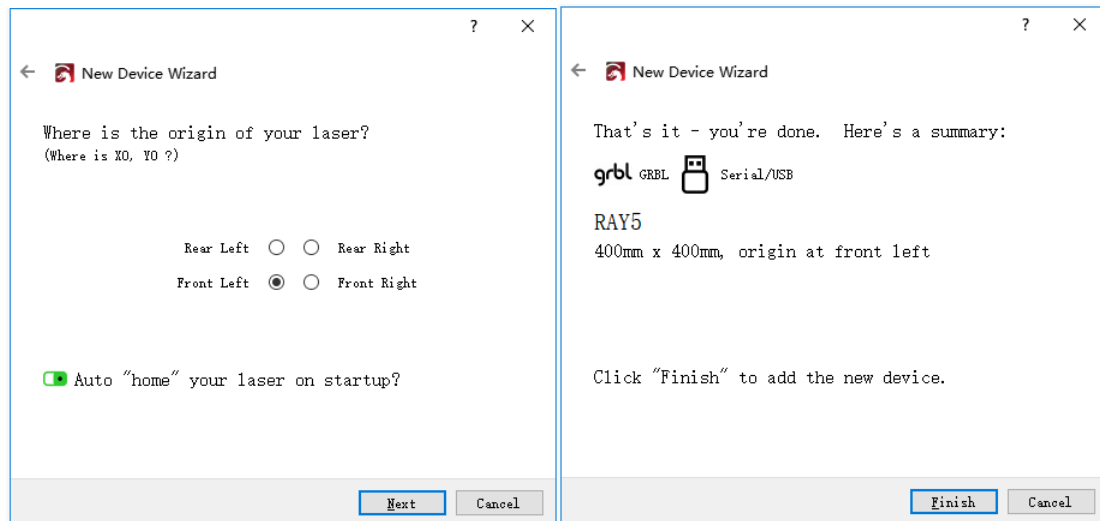 ?
New Device Wizard
Where is the origin of your laser?
(Where is X0, Y0 ?)
Rear Left Rear Right
Front Left Front Right
Auto "home" your laser on startup?
Next Cancel
?
New Device Wizard
That's it - you're done. Here's a summary:
grbl GRBL Serial/USB
RAY5
400mm x 400mm, origin at front left
Click "Finish" to add the new device.
Finish Cancel